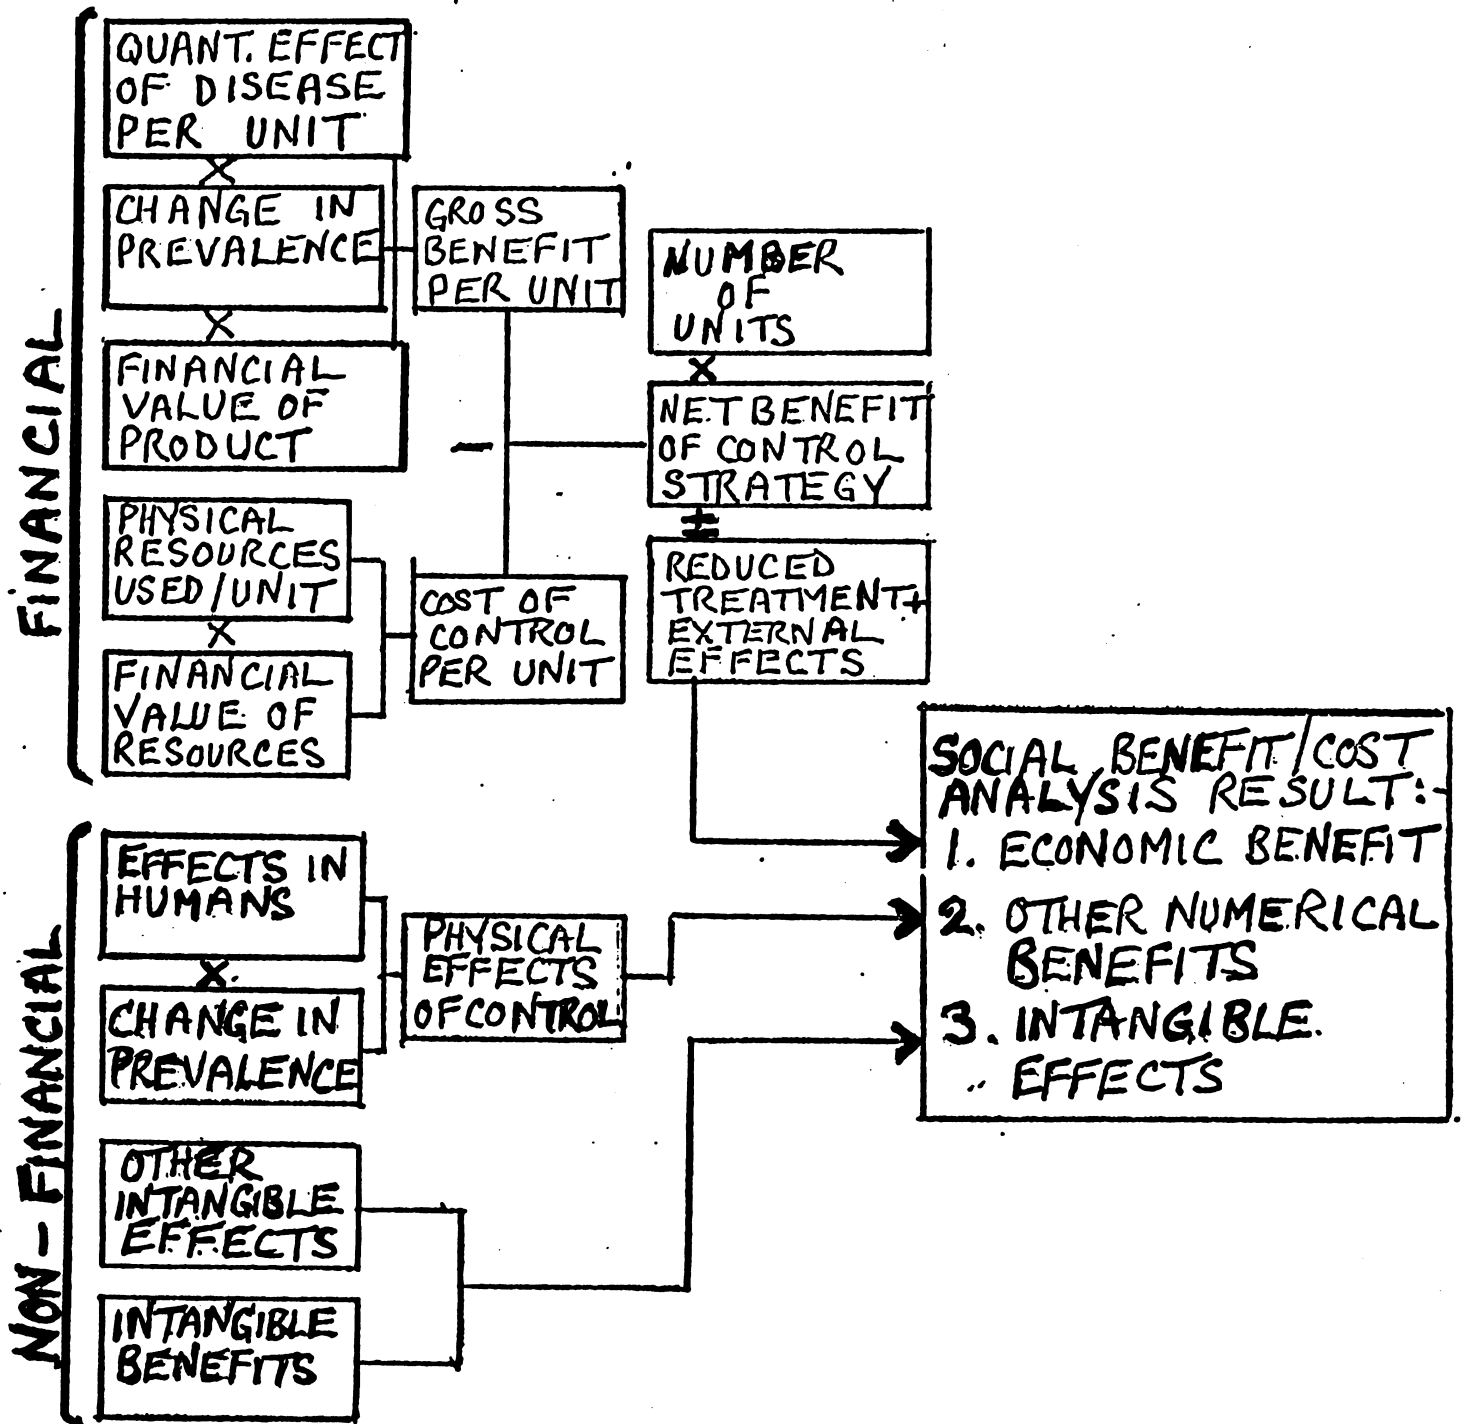 FINANCIAL
QUANT. EFFECT
OF DISEASE
PER UNIT
X
CHANGE IN
PREVALENCE
X
FINANCIAL
VALUE OF
PRODUCT
GROSS
BENEFIT
PER UNIT
PHYSICAL
RESOURCES
USED/UNIT
X
FINANCIAL
VALUE OF
RESOURCES
COST OF
CONTROL
PER UNIT
—
NUMBER
OF
UNITS
X
NET BENEFIT
OF CONTROL
STRATEGY
±
REDUCED
TREATMENT+
EXTERNAL
EFFECTS
NON-FINANCIAL
EFFECTS IN
HUMANS
X
CHANGE IN
PREVALENCE
PHYSICAL
EFFECTS
OF CONTROL
OTHER
INTANGIBLE
EFFECTS
INTANGIBLE
BENEFITS
SOCIAL BENEFIT/COST
ANALYSIS RESULT:-
1. ECONOMIC BENEFIT
2. OTHER NUMERICAL
BENEFITS
3. INTANGIBLE
EFFECTS